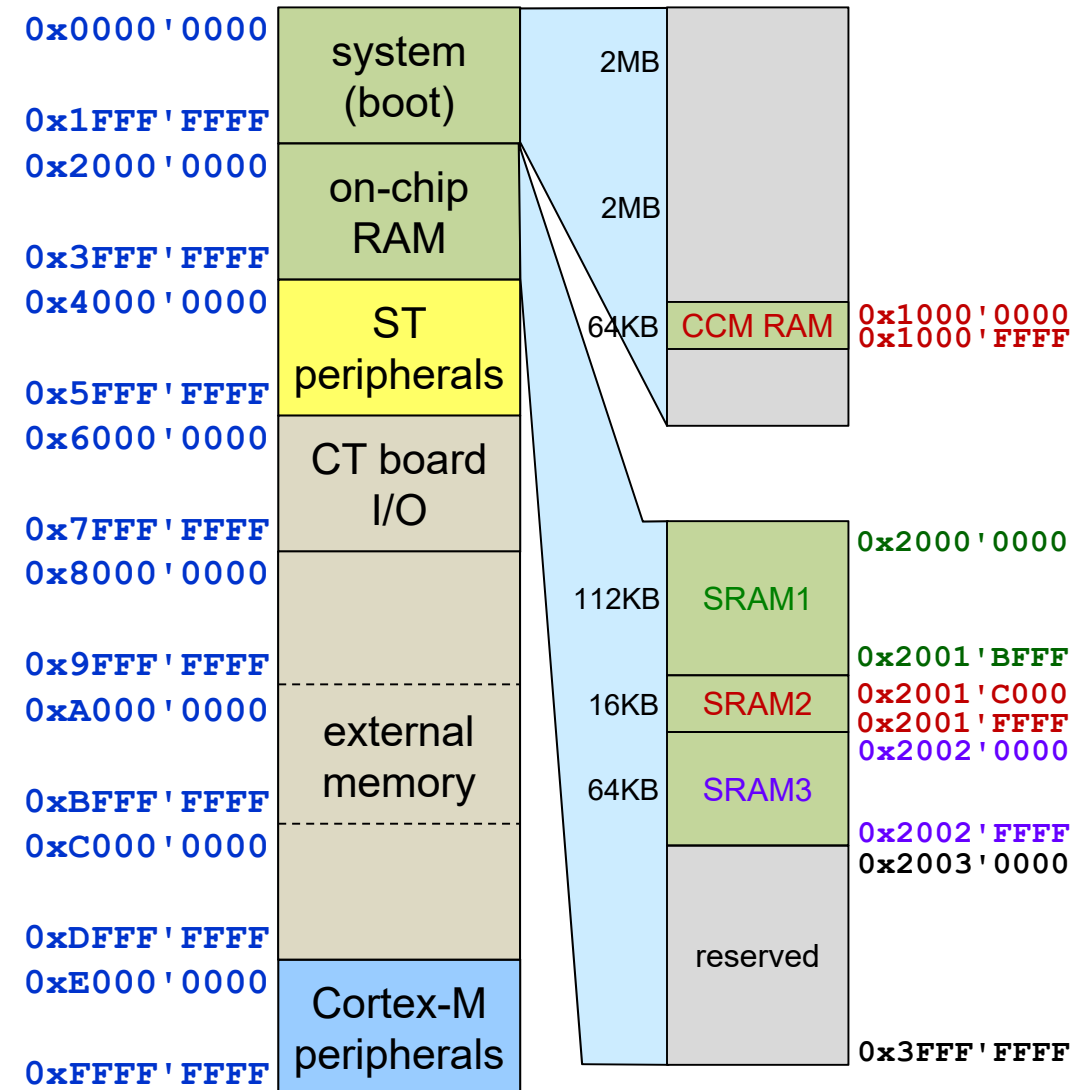 0x0000'0000
system
(boot)
0x1FFF'FFFF
0x2000'0000
on-chip
RAM
0x3FFF'FFFF
0x4000'0000
ST
peripherals
0x5FFF'FFFF
0x6000'0000
CT board
I/O
0x7FFF'FFFF
0x8000'0000
0x9FFF'FFFF
0xA000'0000
external
memory
0xBFFF'FFFF
0xC000'0000
0xDFFF'FFFF
0xE000'0000
Cortex-M
peripherals
0xFFFF'FFFF
2MB
2MB
64KB
CCM RAM
0x1000'0000
0x1000'FFFF
0x2000'0000
112KB
SRAM1
0x2001'BFFF
16KB
SRAM2
0x2001'C000
0x2001'FFFF
0x2002'0000
64KB
SRAM3
0x2002'FFFF
0x2003'0000
reserved
0x3FFF'FFFF